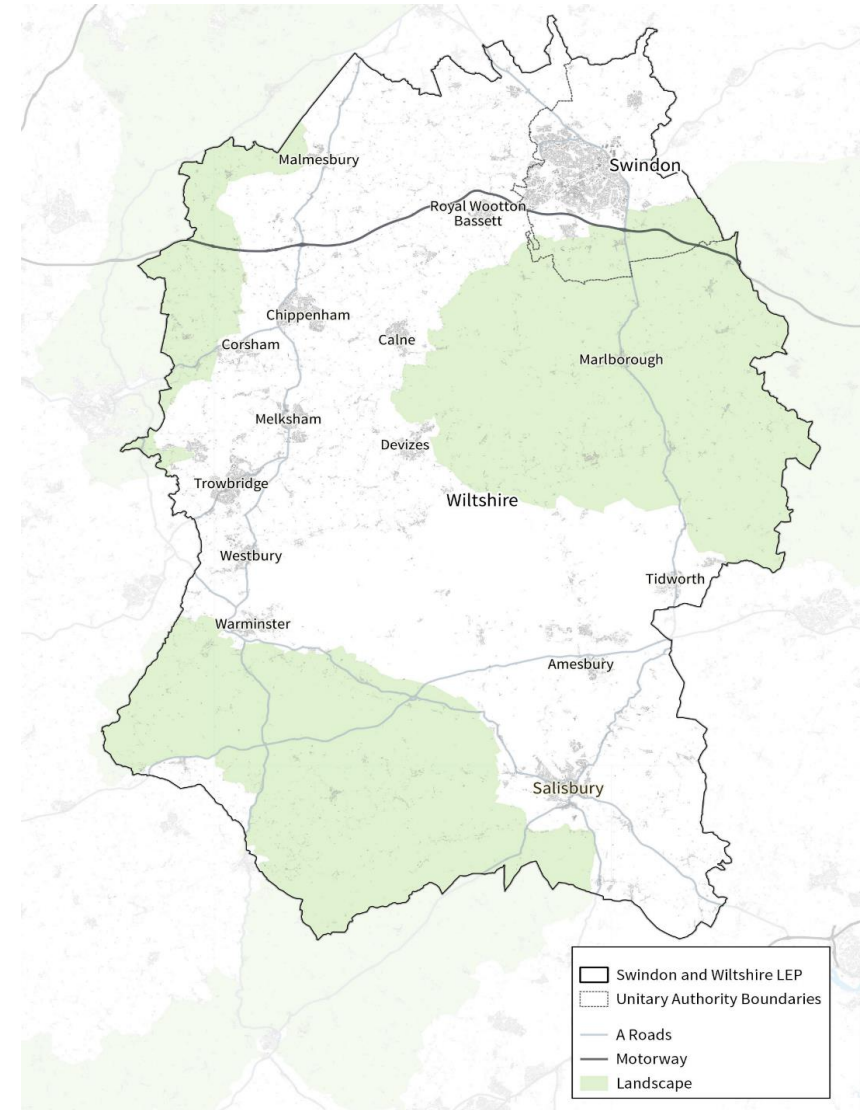 Malmesbury
Swindon
Royal Wootton
Bassett
Chippenham
Corsham
Calne
Marlborough
Melksham
Devizes
Trowbridge
Wiltshire
Westbury
Tidworth
Warminster
Amesbury
Salisbury
Swindon and Wiltshire LEP
Unitary Authority Boundaries
A Roads
Motorway
Landscape